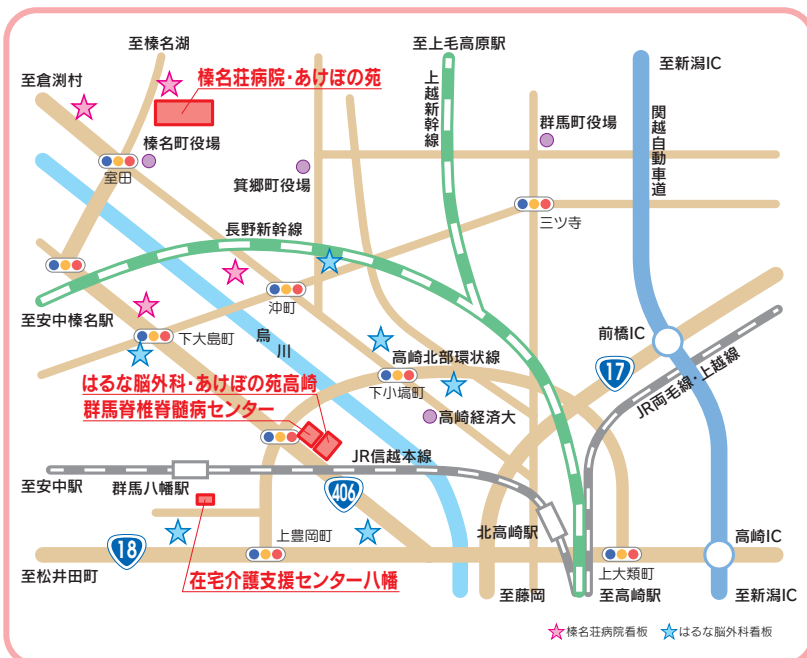 至榛名湖
至上毛高原駅
至新潟IC
至倉渕村
榛名荘病院・あけぼの苑
上越新幹線
関越自動車道
群馬町役場
榛名町役場
室田
箕郷町役場
三ツ寺
長野新幹線
至安中榛名駅
沖町
烏川
下大島町
前橋IC
高崎北部環状線
17
JR両毛線・上越線
はるな脳外科・あけぼの苑高崎
群馬脊椎脊髄病センター
下小塙町
高崎経済大
JR信越本線
至安中駅
群馬八幡駅
406
北高崎駅
18
上豊岡町
高崎IC
至松井田町
在宅介護支援センター八幡
上大類町
至藤岡
至高崎駅
至新潟IC
榛名荘病院看板
はるな脳外科看板